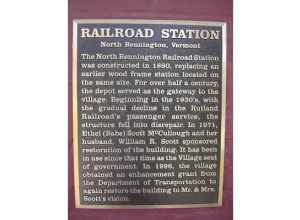 RAILROAD STATION
North Bennington, Vermont
The North Bennington Railroad Station
was constructed in 1880, replacing an
earlier wood frame station located on
the same site. For over half a century,
the depot served as the gateway to the
village. Beginning in the 1930's, with
the gradual decline in the Rutland
Railroad's passenger service, the
structure fell into disrepair. In 1971,
Ethel (Babe) Scott McCullough and her
husband, William R. Scott sponsored
restoration of the building. It has been
in use since that time as the Village seat
of government. In 1996, the village
obtained an enhancement grant from
the Department of Transportation to
again restore the building to Mr. & Mrs.
Scott's vision.